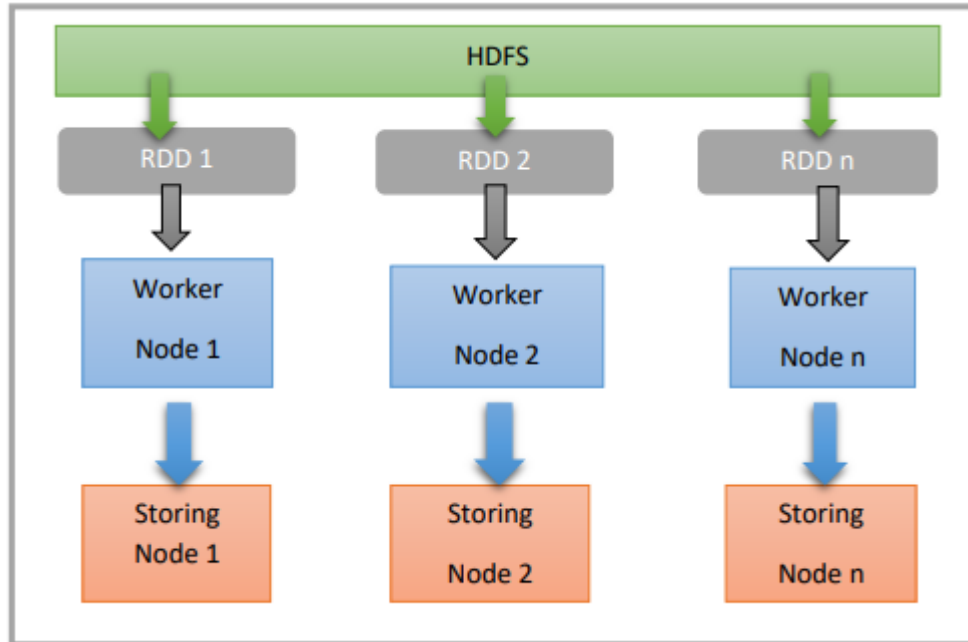 HDFS
RDD 1
RDD 2
RDD n
Worker
Node 1
Worker
Node 2
Worker
Node n
Storing
Node 1
Storing
Node 2
Storing
Node n